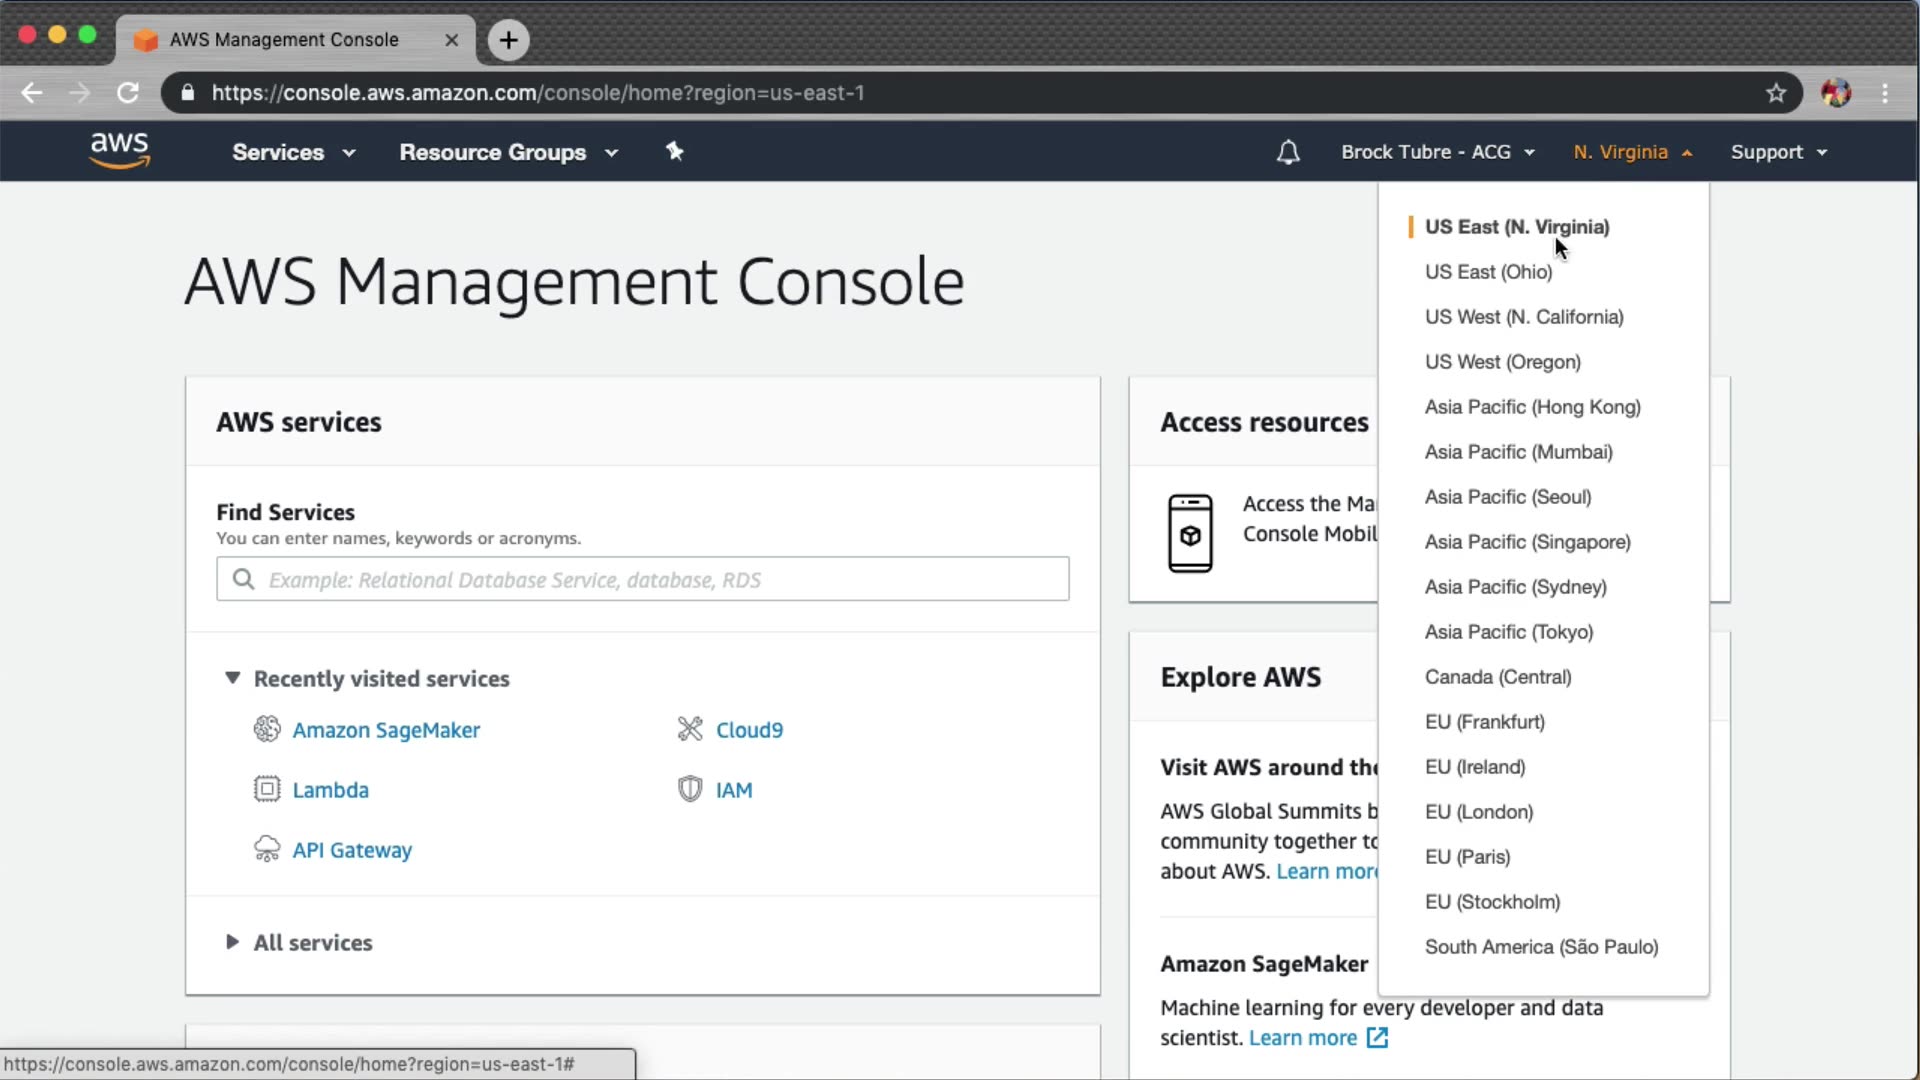 AWS Management Console
https://console.aws.amazon.com/console/home?region=us-east-1
aws
Services
Resource Groups
Brock Tubre - ACG
N. Virginia
Support
US East (N. Virginia)
US East (Ohio)
US West (N. California)
US West (Oregon)
Asia Pacific (Hong Kong)
Asia Pacific (Mumbai)
Asia Pacific (Seoul)
Asia Pacific (Singapore)
Asia Pacific (Sydney)
Asia Pacific (Tokyo)
Canada (Central)
EU (Frankfurt)
EU (Ireland)
EU (London)
EU (Paris)
EU (Stockholm)
South America (São Paulo)
AWS Management Console
AWS services
Find Services
You can enter names, keywords or acronyms.
Example: Relational Database Service, database, RDS
Recently visited services
Amazon SageMaker
Cloud9
Lambda
IAM
API Gateway
All services
Access resources
Access the Ma
Console Mobil
Explore AWS
Visit AWS around the
AWS Global Summits b
community together to
about AWS. Learn more
Amazon SageMaker
Machine learning for every developer and data
scientist. Learn more
https://console.aws.amazon.com/console/home?region=us-east-1#